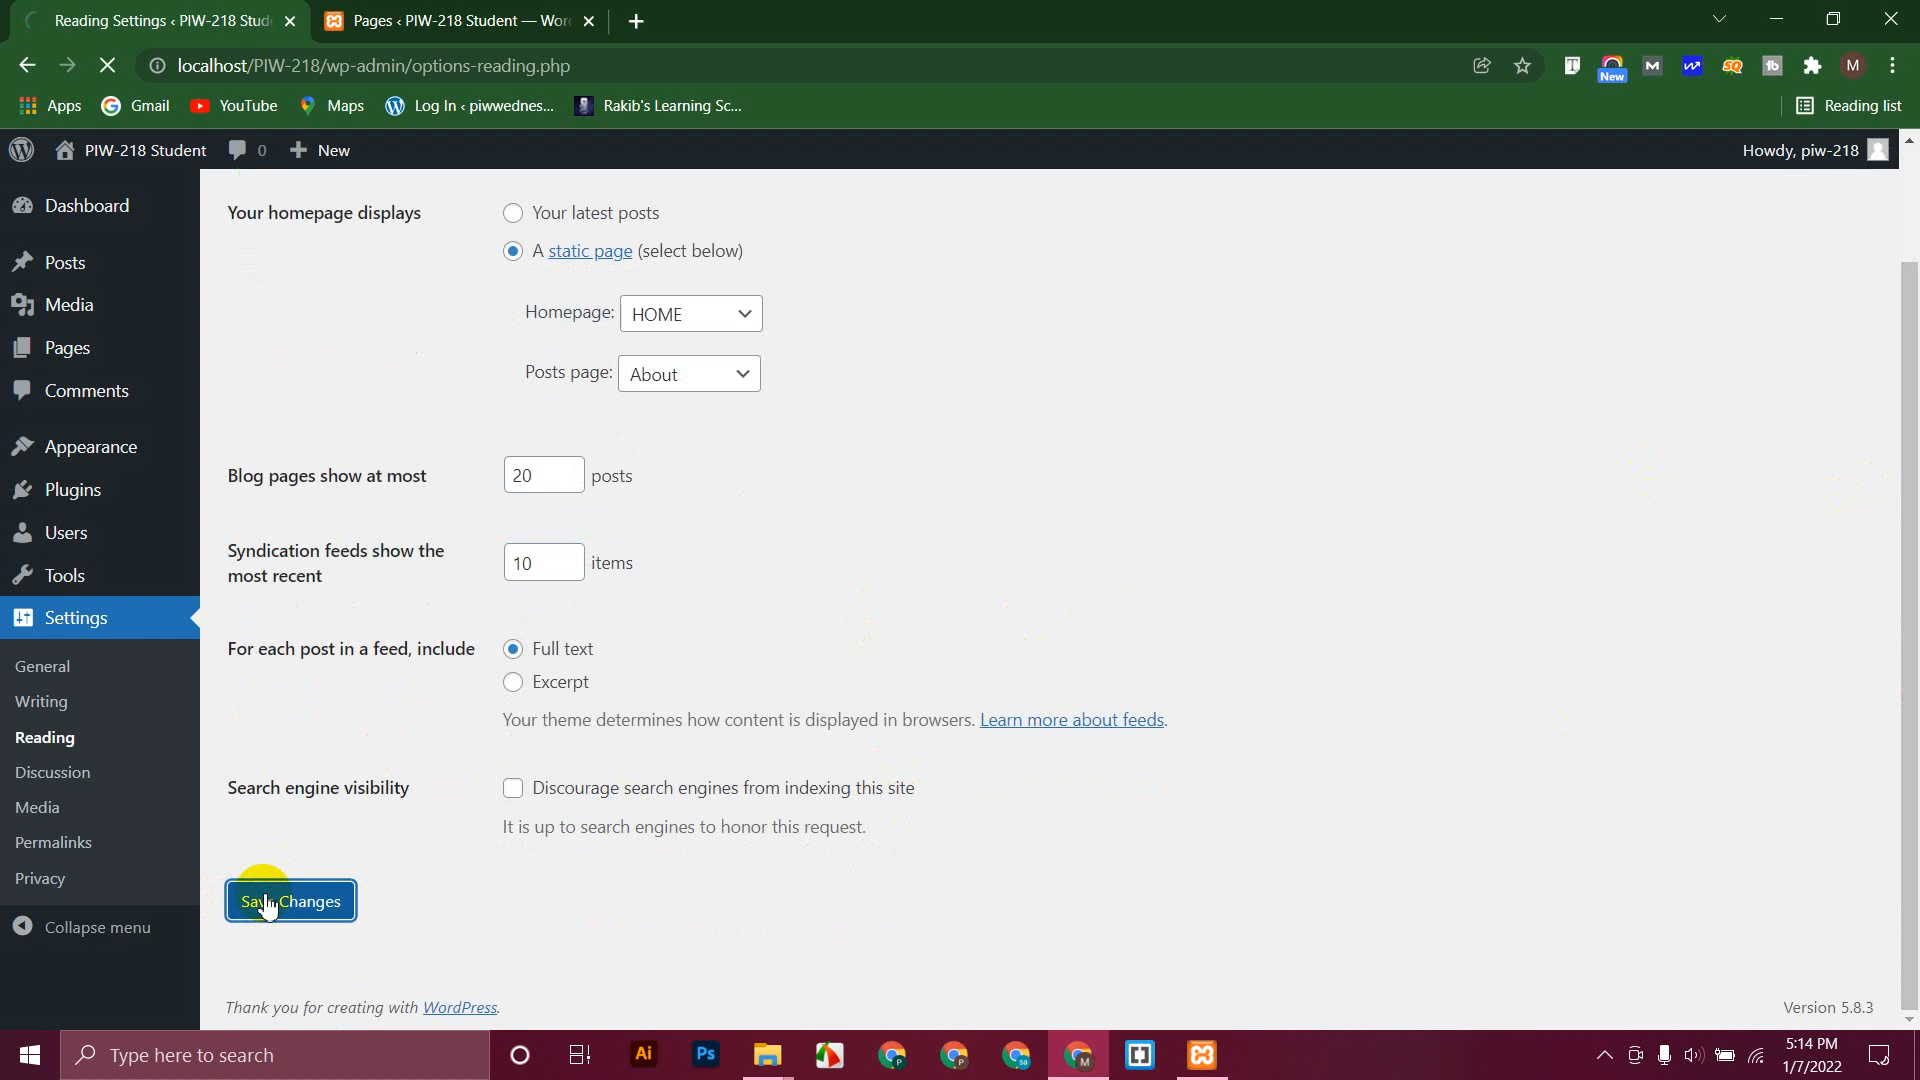 Reading Settings ‹ PIW-218 Stud
Pages ‹ PIW-218 Student — Wor
localhost/PIW-218/wp-admin/options-reading.php
New
M
Apps
Gmail
YouTube
Maps
Log In ‹ piwwednes...
Rakib's Learning Sc...
Reading list
PIW-218 Student
0
New
Howdy, piw-218
Dashboard
Posts
Media
Pages
Comments
Appearance
Plugins
Users
Tools
Settings
General
Writing
Reading
Discussion
Media
Permalinks
Privacy
Collapse menu
Your homepage displays
Your latest posts
A static page (select below)
Homepage: HOME
Posts page: About
Blog pages show at most
20 posts
Syndication feeds show the
most recent
10 items
For each post in a feed, include
Full text
Excerpt
Your theme determines how content is displayed in browsers. Learn more about feeds.
Search engine visibility
Discourage search engines from indexing this site
It is up to search engines to honor this request.
Save Changes
Thank you for creating with WordPress.
Version 5.8.3
Type here to search
Ai
Ps
5:14 PM
1/7/2022